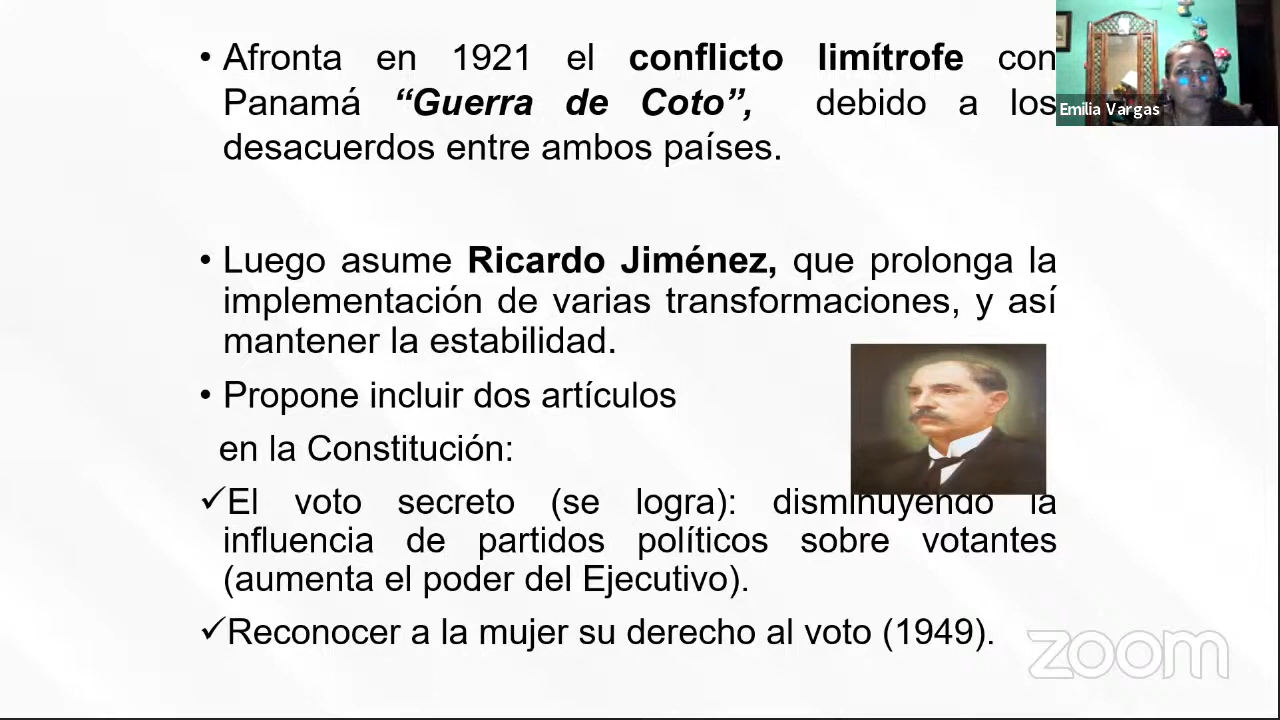 • Afronta en 1921 el conflicto limítrofe con
Panamá “Guerra de Coto”, debido a los
desacuerdos entre ambos países.
• Luego asume Ricardo Jiménez, que prolonga la
implementación de varias transformaciones, y así
mantener la estabilidad.
• Propone incluir dos artículos
en la Constitución:
✓El voto secreto (se logra): disminuyendo la
influencia de partidos políticos sobre votantes
(aumenta el poder del Ejecutivo).
✓Reconocer a la mujer su derecho al voto (1949).
Emilia Vargas
zoom